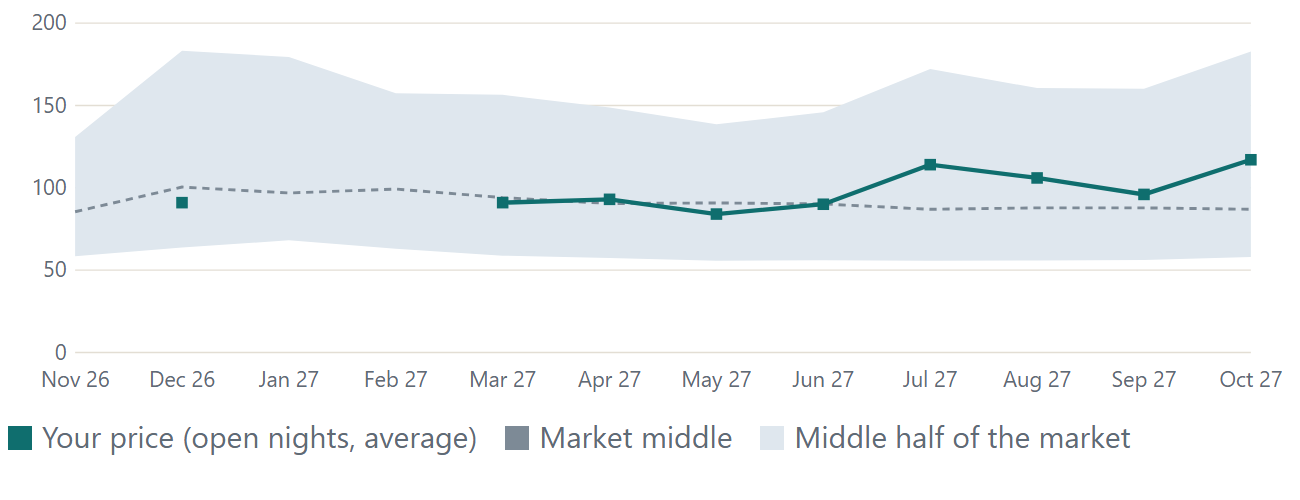 200
150
100
50
0
Nov 26 Dec 26 Jan 27 Feb 27 Mar 27 Apr 27 May 27 Jun 27 Jul 27 Aug 27 Sep 27 Oct 27
Your price (open nights, average) Market middle Middle half of the market